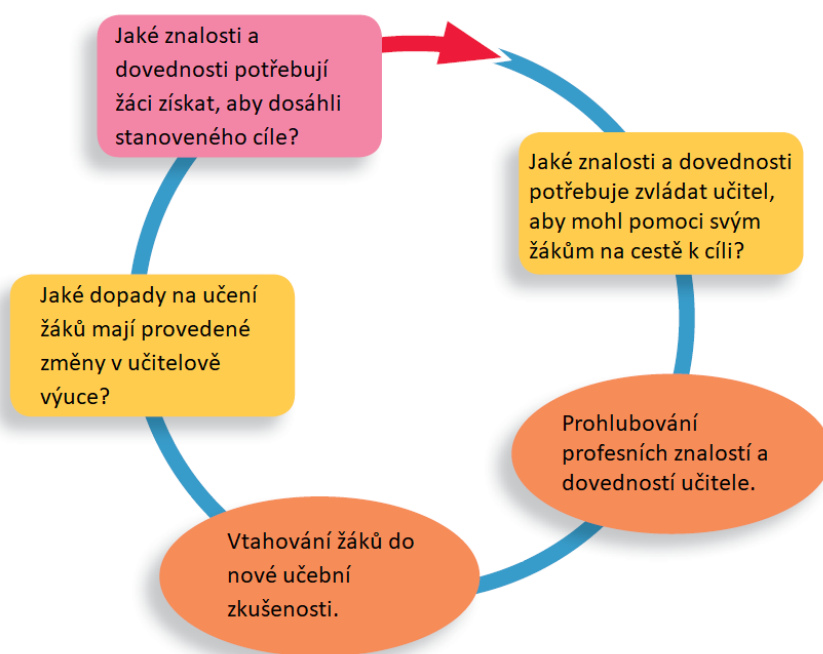 Jaké znalosti a
dovednosti potřebují
žáci získat, aby dosáhli
stanoveného cíle?
Jaké znalosti a dovednosti
potřebuje zvládat učitel,
aby mohl pomoci svým
žákům na cestě k cíli?
Prohlubování
profesních znalostí a
dovedností učitele.
Vtahování žáků do
nové učební
zkušenosti.
Jaké dopady na učení
žáků mají provedené
změny v učitelově
výuce?